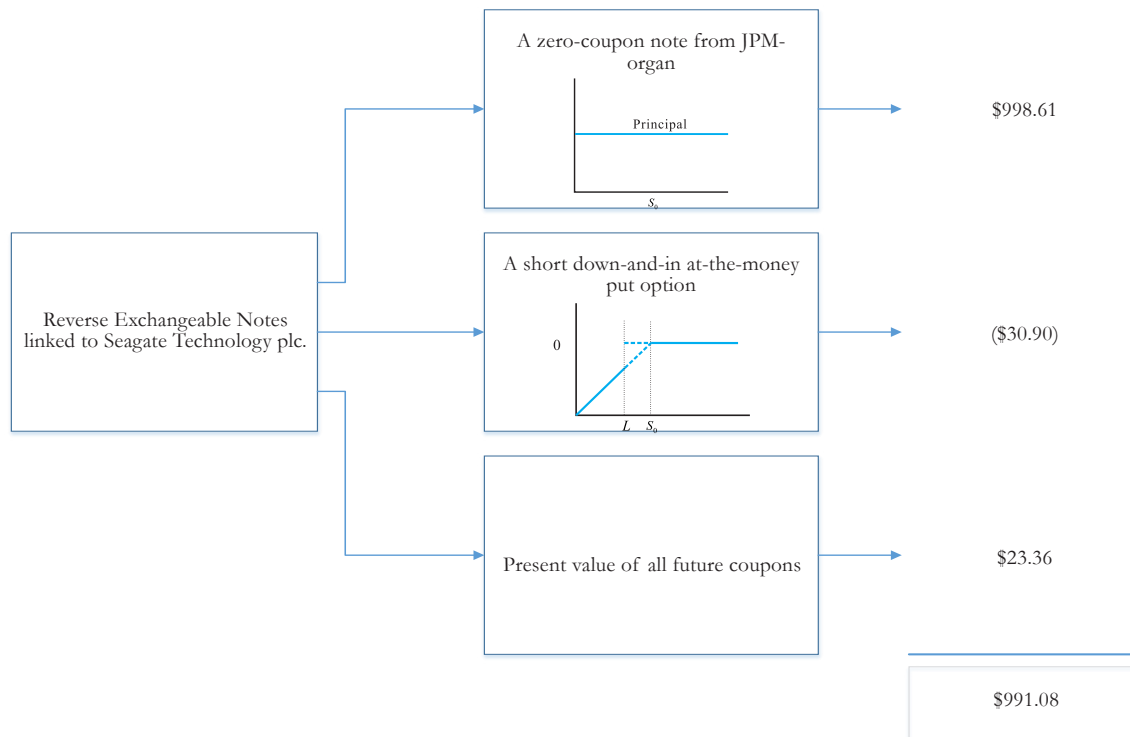 Reverse Exchangeable Notes
linked to Seagate Technology plc.
A zero-coupon note from JPM-
organ
Principal
S₀
$998.61
A short down-and-in at-the-money
put option
0
L S₀
($30.90)
Present value of all future coupons
$23.36
$991.08